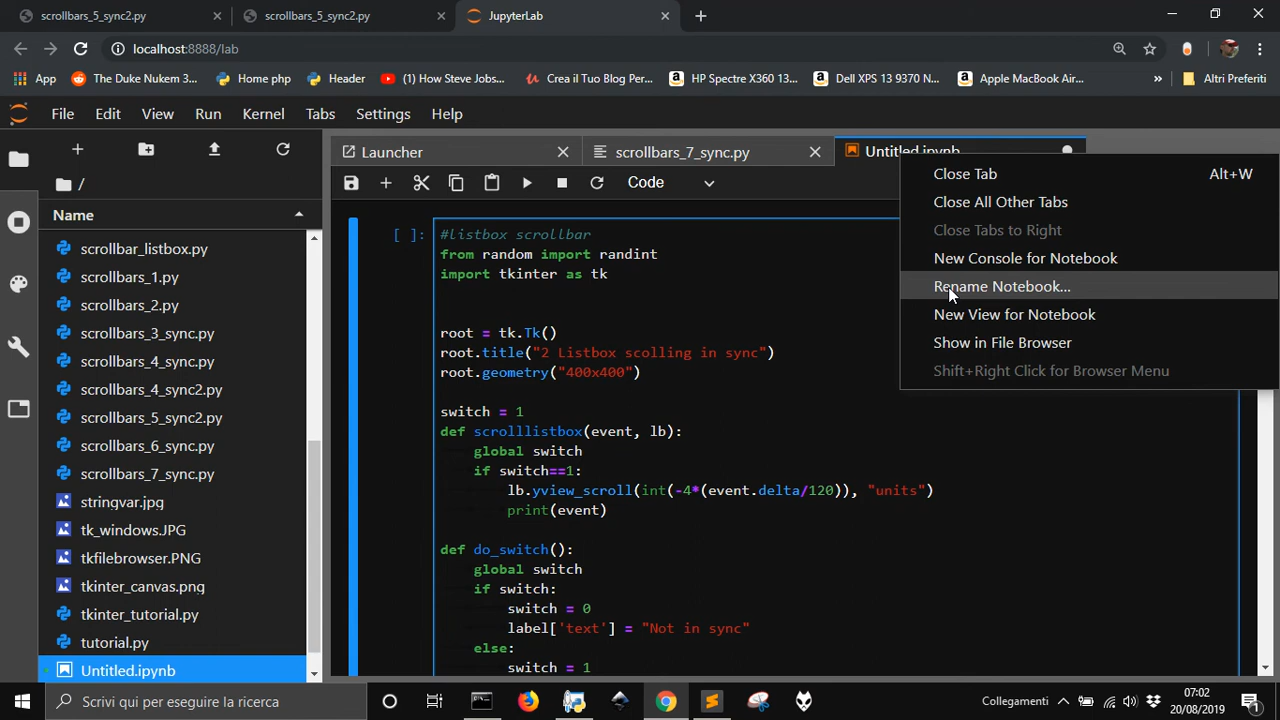 scrollbars_5_sync2.py
scrollbars_5_sync2.py
JupyterLab
localhost:8888/lab
App
The Duke Nukem 3...
Home php
Header
(1) How Steve Jobs...
Crea il Tuo Blog Per...
HP Spectre X360 13...
Dell XPS 13 9370 N...
Apple MacBook Air...
»
Altri Preferiti
File Edit View Run Kernel Tabs Settings Help
/
Name
scrollbar_listbox.py
scrollbars_1.py
scrollbars_2.py
scrollbars_3_sync.py
scrollbars_4_sync.py
scrollbars_4_sync2.py
scrollbars_5_sync2.py
scrollbars_6_sync.py
scrollbars_7_sync.py
stringvar.jpg
tk_windows.JPG
tkfilebrowser.PNG
tkinter_canvas.png
tkinter_tutorial.py
tutorial.py
Untitled.ipynb
Launcher
scrollbars_7_sync.py
Untitled.ipynb
Code
[ ]:
#listbox scrollbar
from random import randint
import tkinter as tk
root = tk.Tk()
root.title("2 Listbox scolling in sync")
root.geometry("400x400")
switch = 1
def scrolllistbox(event, lb):
global switch
if switch==1:
lb.yview_scroll(int(-4*(event.delta/120)), "units")
print(event)
def do_switch():
global switch
if switch:
switch = 0
label['text'] = "Not in sync"
else:
switch = 1
Close Tab Alt+W
Close All Other Tabs
Close Tabs to Right
New Console for Notebook
Rename Notebook...
New View for Notebook
Show in File Browser
Shift+Right Click for Browser Menu
Scrivi qui per eseguire la ricerca
Collegamenti
07:02
20/08/2019
1